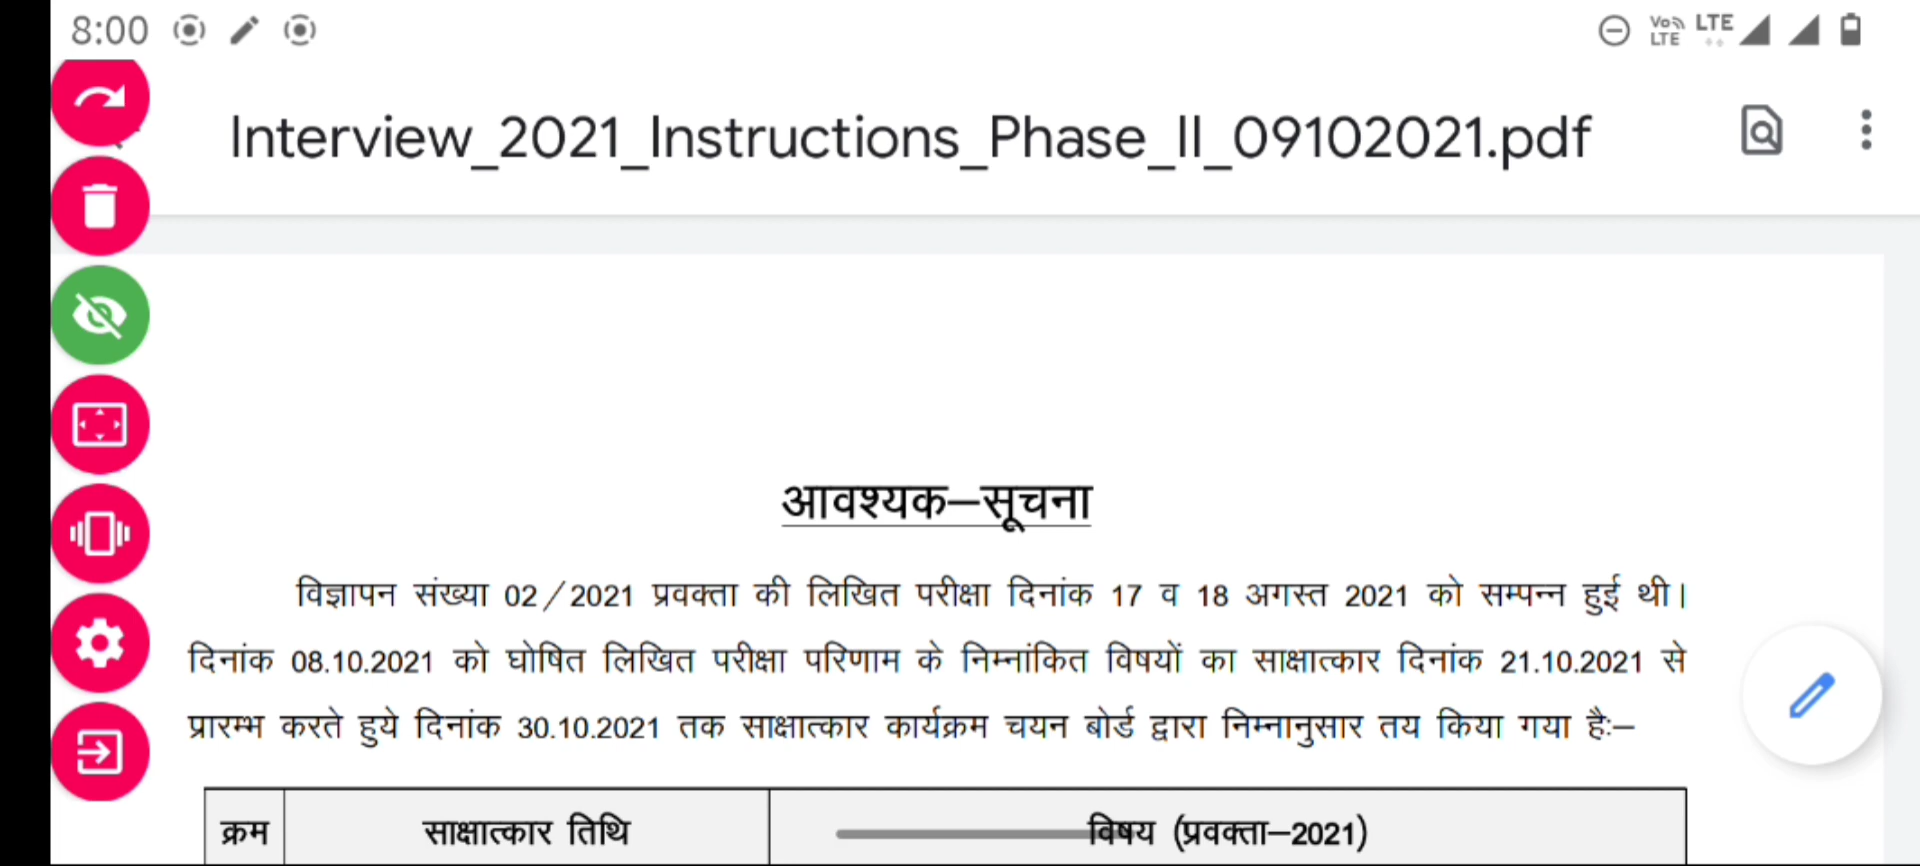 8:00 Vo LTE LTE
Interview_2021_Instructions_Phase_II_09102021.pdf
आवश्यक–सूचना
विज्ञापन संख्या 02/2021 प्रवक्ता की लिखित परीक्षा दिनांक 17 व 18 अगस्त 2021 को सम्पन्न हुई थी।
दिनांक 08.10.2021 को घोषित लिखित परीक्षा परिणाम के निम्नांकित विषयों का साक्षात्कार दिनांक 21.10.2021 से
प्रारम्भ करते हुये दिनांक 30.10.2021 तक साक्षात्कार कार्यक्रम चयन बोर्ड द्वारा निम्नानुसार तय किया गया है:–
क्रम साक्षात्कार तिथि विषय (प्रवक्ता–2021)